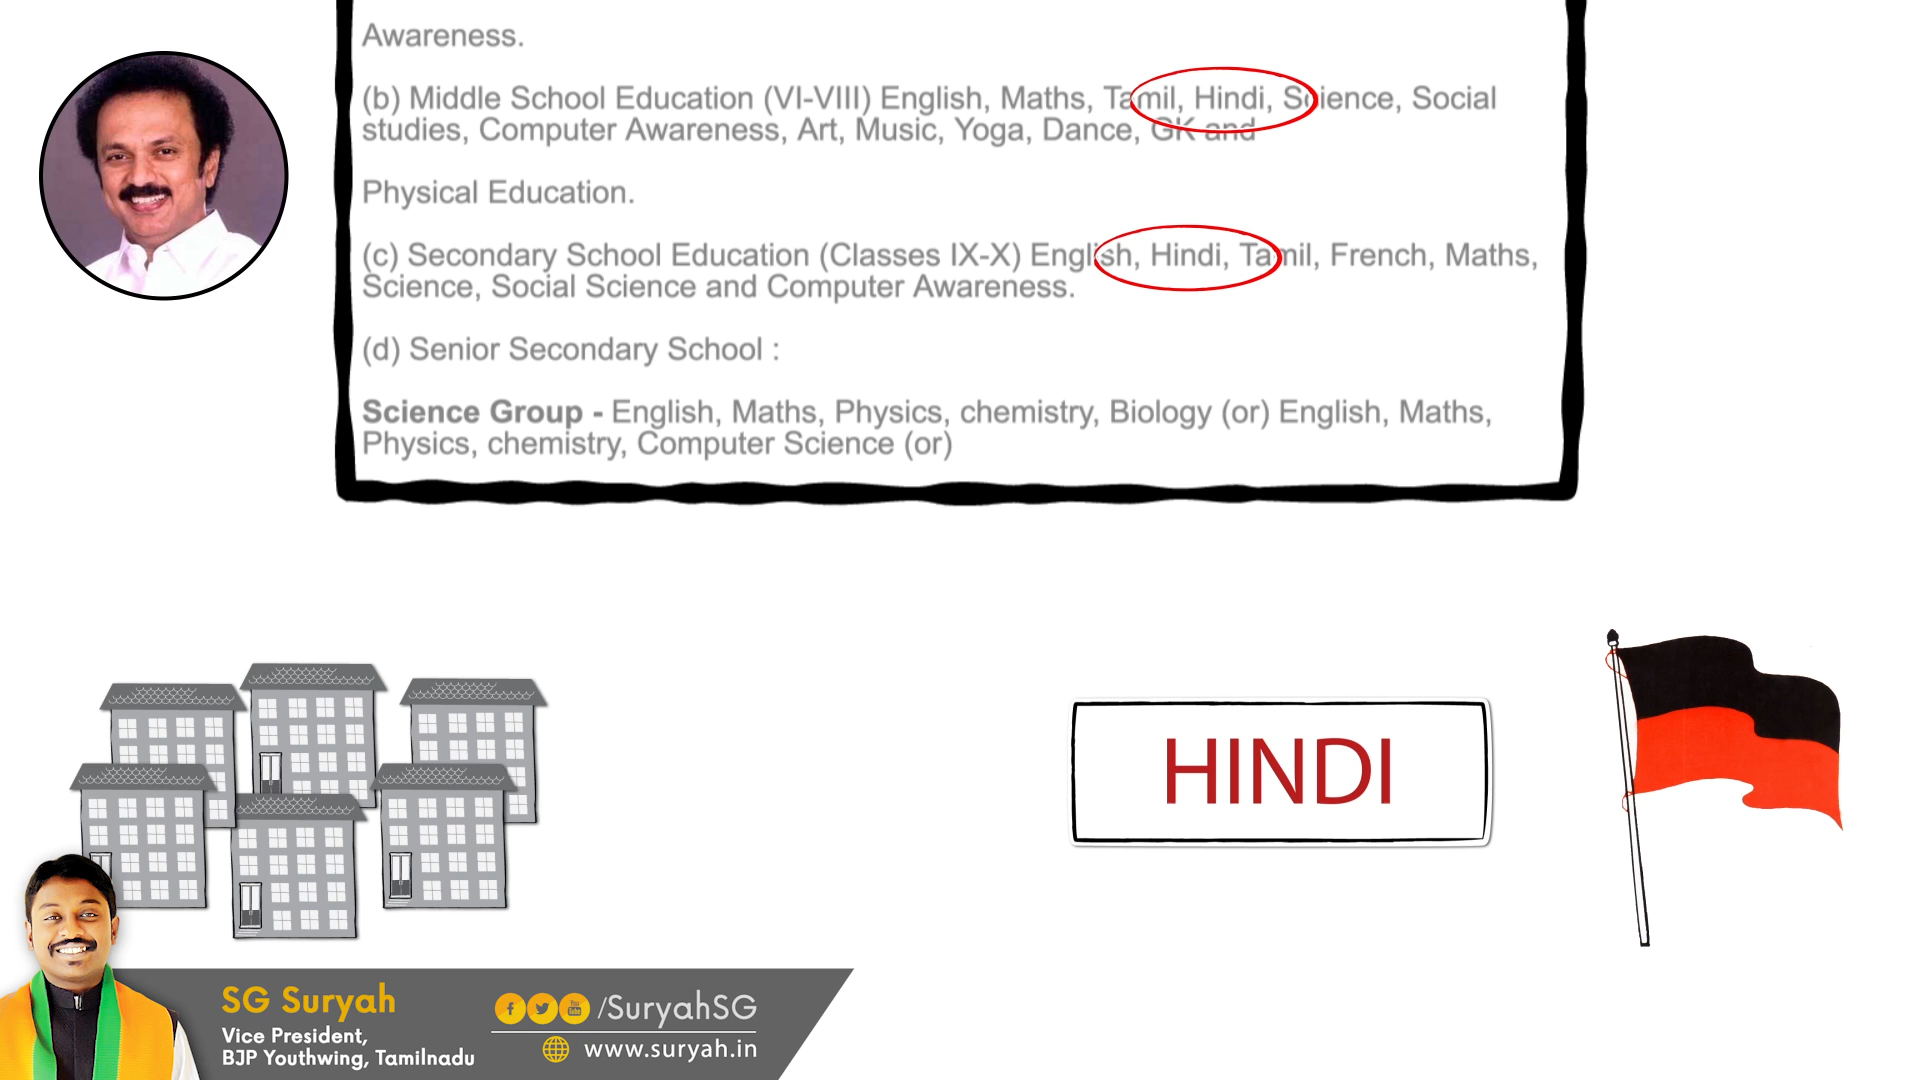 Awareness.
(b) Middle School Education (VI-VIII) English, Maths, Tamil, Hindi, Science, Social
studies, Computer Awareness, Art, Music, Yoga, Dance, GK and
Physical Education.
(c) Secondary School Education (Classes IX-X) English, Hindi, Tamil, French, Maths,
Science, Social Science and Computer Awareness.
(d) Senior Secondary School :
Science Group - English, Maths, Physics, chemistry, Biology (or) English, Maths,
Physics, chemistry, Computer Science (or)
HINDI
SG Suryah
Vice President,
BJP Youthwing, Tamilnadu
You
Tube
/SuryahSG
www.suryah.in